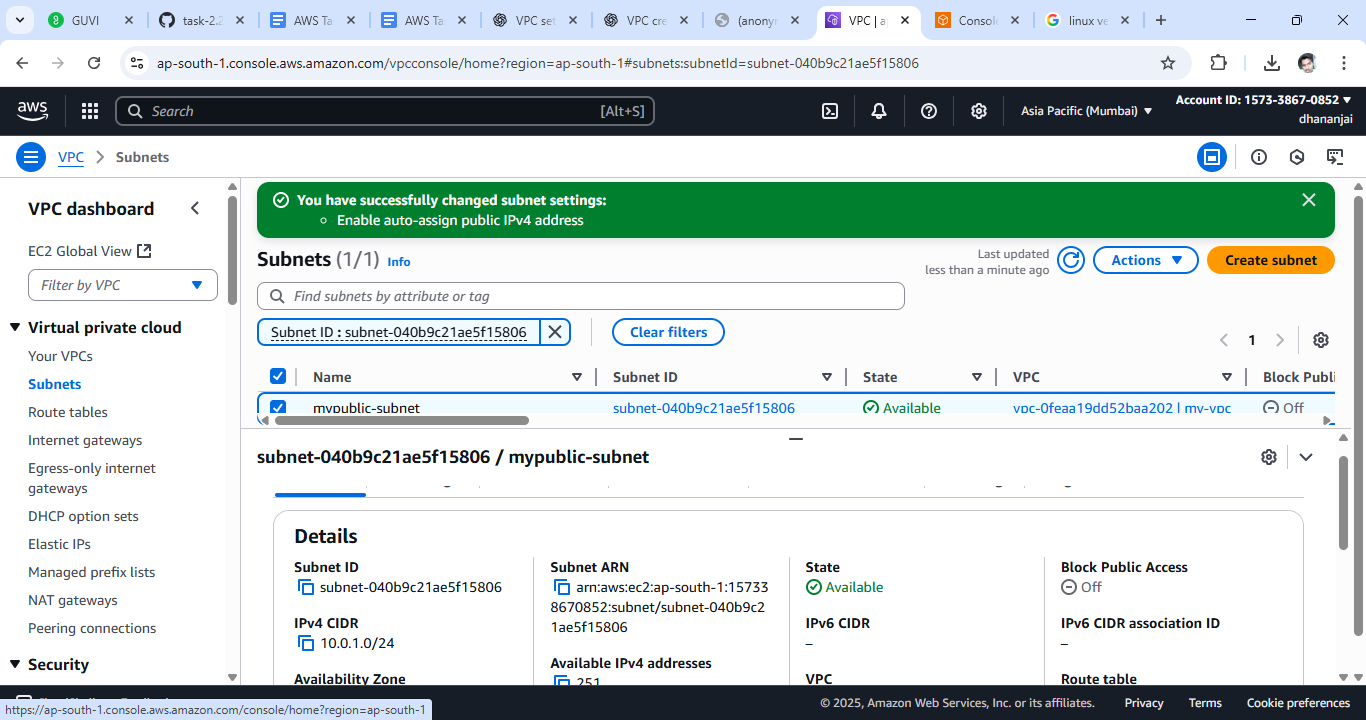 GUVI
task-2.2
AWS Ta
AWS Ta
VPC set
VPC cre
(anonyn
VPC | ap
Console
linux ve
ap-south-1.console.aws.amazon.com/vpcconsole/home?region=ap-south-1#subnets:subnetId=subnet-040b9c21ae5f15806
aws
Search [Alt+S]
Asia Pacific (Mumbai)
Account ID: 1573-3867-0852
dhananjai
VPC > Subnets
VPC dashboard
EC2 Global View
Filter by VPC
Virtual private cloud
Your VPCs
Subnets
Route tables
Internet gateways
Egress-only internet
gateways
DHCP option sets
Elastic IPs
Managed prefix lists
NAT gateways
Peering connections
Security
You have successfully changed subnet settings:
Enable auto-assign public IPv4 address
Subnets (1/1) Info
Last updated
less than a minute ago
Actions
Create subnet
Find subnets by attribute or tag
Subnet ID : subnet-040b9c21ae5f15806
Clear filters
1
Name Subnet ID State VPC Block Publi
mypublic-subnet subnet-040b9c21ae5f15806 Available vpc-0feaa19dd52baa202 | my-vpc Off
subnet-040b9c21ae5f15806 / mypublic-subnet
Details
Subnet ID
subnet-040b9c21ae5f15806
IPv4 CIDR
10.0.1.0/24
Availability Zone
Subnet ARN
arn:aws:ec2:ap-south-1:15733
8670852:subnet/subnet-040b9c2
1ae5f15806
Available IPv4 addresses
251
State
Available
IPv6 CIDR
–
VPC
Block Public Access
Off
IPv6 CIDR association ID
–
Route table
https://ap-south-1.console.aws.amazon.com/console/home?region=ap-south-1
© 2025, Amazon Web Services, Inc. or its affiliates.
Privacy
Terms
Cookie preferences